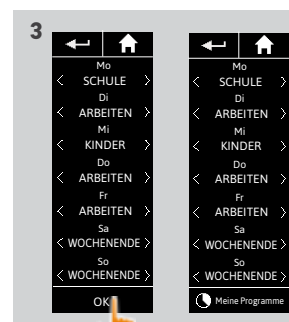 3
Mo
SCHULE
Di
ARBEITEN
Mi
KINDER
Do
ARBEITEN
Fr
ARBEITEN
Sa
WOCHENENDE
So
WOCHENENDE
OK
Mo
SCHULE
Di
ARBEITEN
Mi
KINDER
Do
ARBEITEN
Fr
ARBEITEN
Sa
WOCHENENDE
So
WOCHENENDE
Meine Programme